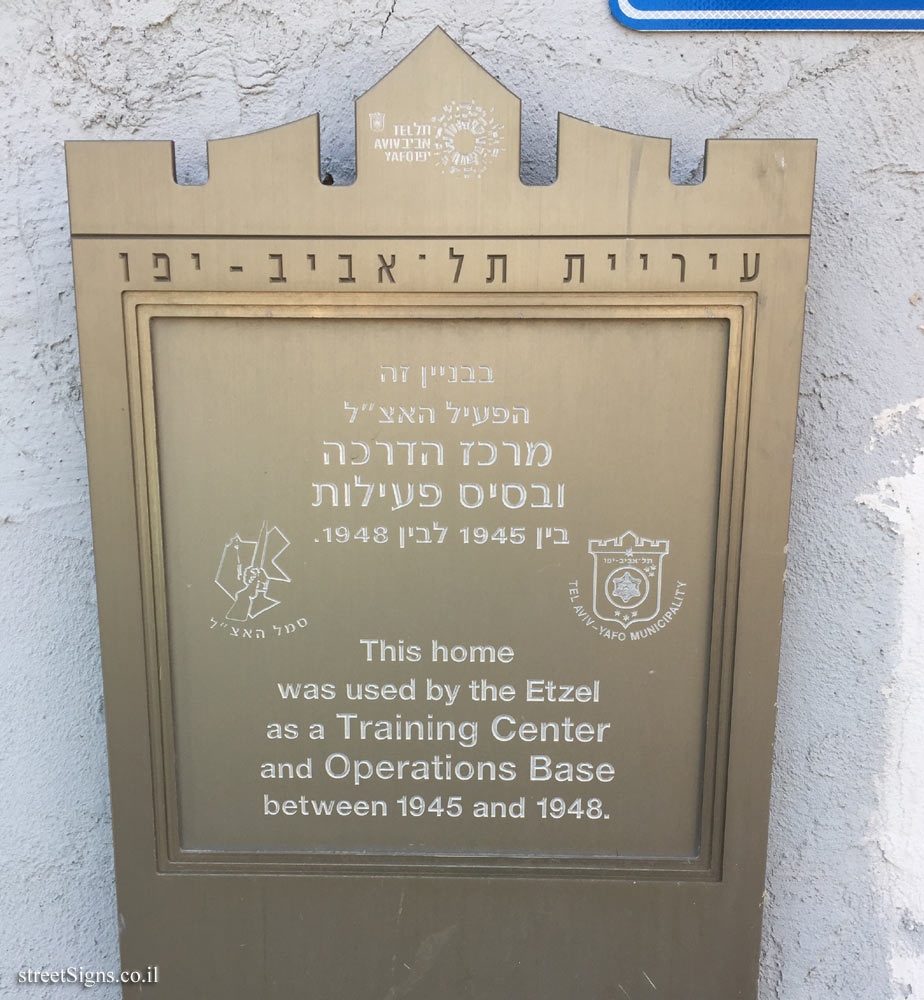 TEL תל
AVIV אביב
YAFO יפו
עיריית תל־אביב-יפו
בבניין זה
הפעיל האצ״ל
מרכז הדרכה
ובסיס פעילות
בין 1945 לבין 1948.
סמל האצ״ל
תל־אביב-יפו
TEL AVIV-YAFO MUNICIPALITY
This home
was used by the Etzel
as a Training Center
and Operations Base
between 1945 and 1948.
streetSigns.co.il